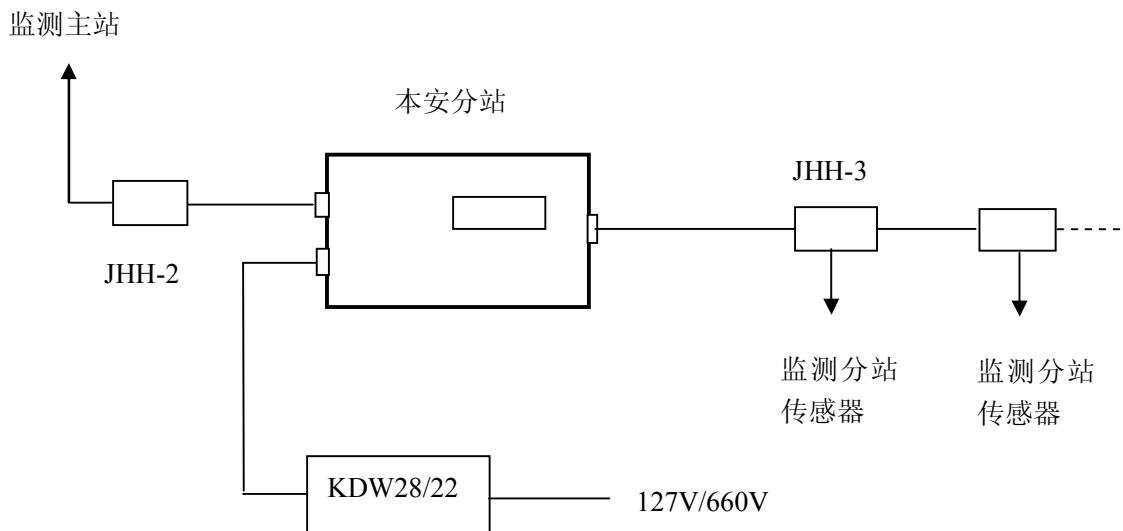 监测主站
本安分站
JHH-3
JHH-2
监测分站
传感器
监测分站
传感器
KDW28/22
127V/660V